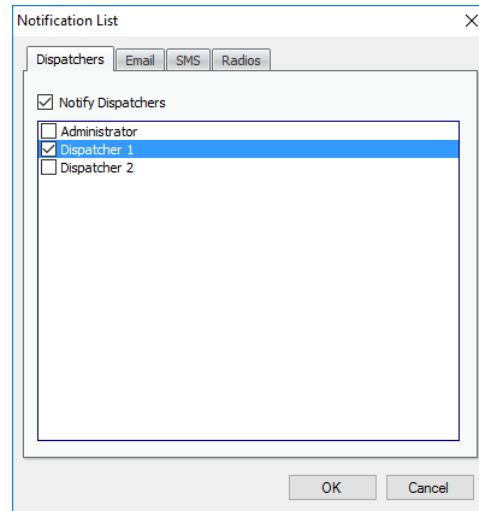 Notification List
Dispatchers Email SMS Radios
Notify Dispatchers
Administrator
Dispatcher 1
Dispatcher 2
OK Cancel